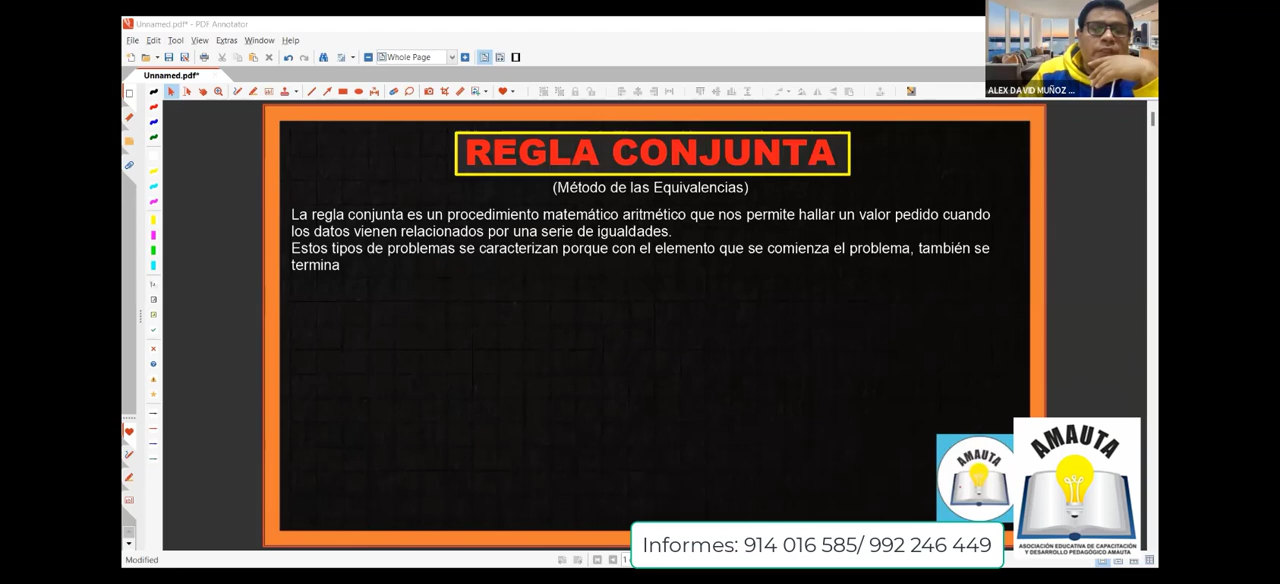 Unnamed.pdf* - PDF Annotator
File Edit Tool View Extras Window Help
Whole Page
Unnamed.pdf*
ALEX DAVID MUÑOZ ...
REGLA CONJUNTA
(Método de las Equivalencias)
La regla conjunta es un procedimiento matemático aritmético que nos permite hallar un valor pedido cuando
los datos vienen relacionados por una serie de igualdades.
Estos tipos de problemas se caracterizan porque con el elemento que se comienza el problema, también se
termina
AMAUTA
AMAUTA
ASOCIACIÓN EDUCATIVA DE CAPACITACIÓN
Y DESARROLLO PEDAGÓGICO AMAUTA
Informes: 914 016 585/ 992 246 449
Modified
1